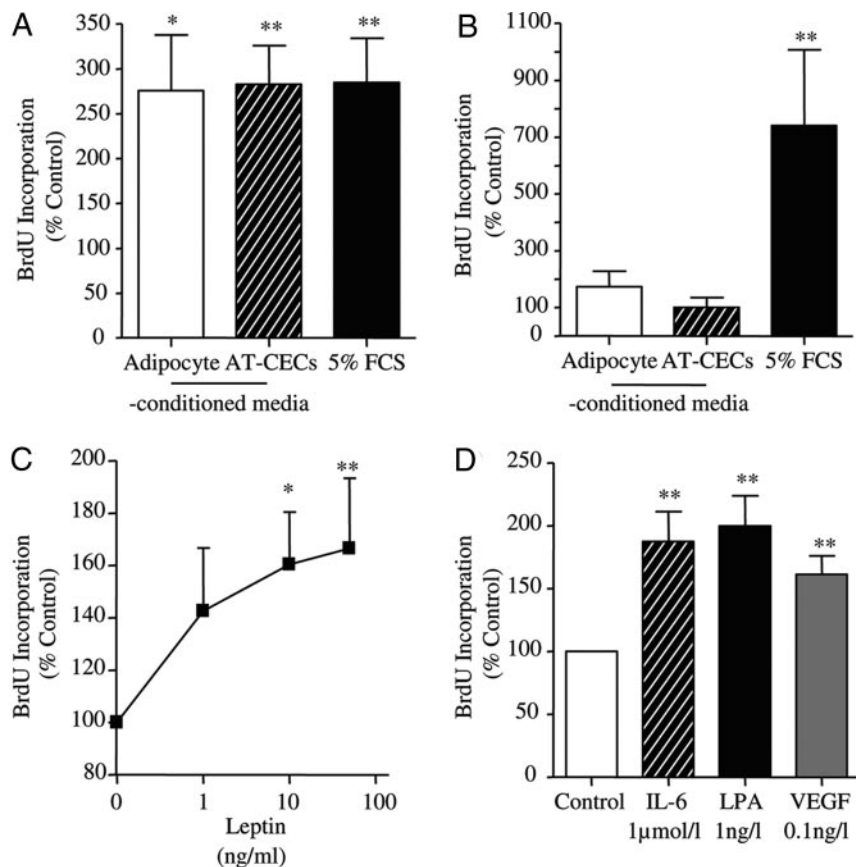 A
BrdU Incorporation
(% Control)
350
300
250
200
150
100
50
0
*
**
**
Adipocyte AT-CECs 5% FCS
-conditioned media
B
BrdU Incorporation
(% Control)
1100
900
700
500
300
100
0
**
Adipocyte AT-CECs 5% FCS
-conditioned media
C
BrdU Incorporation
(% Control)
200
180
160
140
120
100
80
*
**
0 1 10 100
Leptin
(ng/ml)
D
BrdU Incorporation
(% Control)
250
200
150
100
50
0
**
**
**
Control IL-6 LPA VEGF
1µmol/l 1ng/l 0.1ng/l